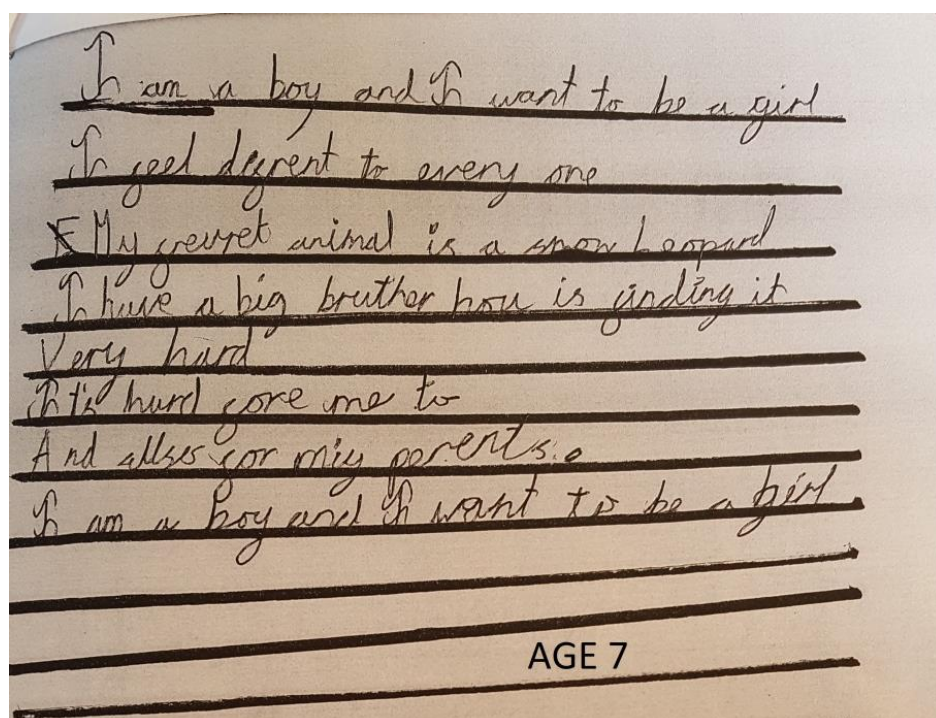 I am a boy and I want to be a girl
I feel difrent to every one
My fevret animal is a snow leopard
I have a big bruther hou is finding it
Very hard
It's hard fore me to
And allso for miy perents.
I am a boy and I want to be a girl
AGE 7